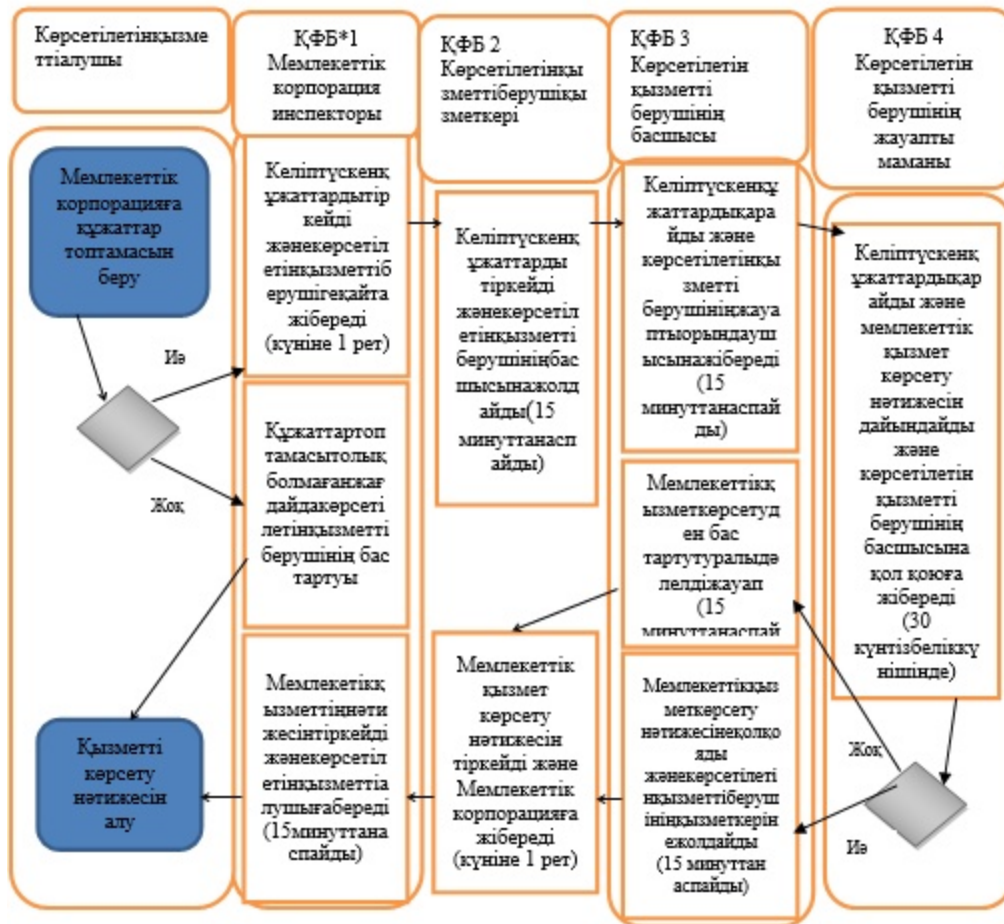 Көрсетілетінқызме
ттіалушы
ҚФБ*1
Мемлекеттік
корпорация
инспекторы
ҚФБ 2
Көрсетілетінқы
зметтіберушіқы
зметкері
ҚФБ 3
Көрсетілетін
қызметті
берушінің
басшысы
ҚФБ 4
Көрсетілетін
қызметті
берушінің
жауапты
маманы
Мемлекеттік
корпорацияға
құжаттар
топтамасын
беру
Иә
Жоқ
Қызметті
көрсету
нәтижесін
алу
Келіптүскенқ
ұжаттардытір
кейді
жәнекөрсетіл
етінқызметтіб
ерушігеқайта
жібереді
(күніне 1 рет)
Құжаттартоп
тамасытолық
болмағанжағ
дайдакөрсеті
летінқызметті
берушінің бас
тартуы
Мемлекетікқ
ызметтіңнәти
жесінтіркейді
жәнекөрсетіл
етінқызметтіа
лушығабереді
(15минуттана
спайды)
Келіптүскенқ
ұжаттарды
тіркейді
жәнекөрсетіл
етінқызметті
берушініңбас
шысынажолд
айды(15
минуттанасп
айды)
Мемлекеттік
қызмет
көрсету
нәтижесін
тіркейді және
Мемлекеттік
корпорацияға
жібереді
(күніне 1 рет)
Келіптүскенқұ
жаттардықара
йды және
көрсетілетінқы
зметті
берушініңжауа
птыорындауш
ысынажібереді
(15
минуттанаспай
ды)
Мемлекеттікқ
ызметкөрсетуд
ен бас
тартутуралыдә
лелдіжауап
(15
минуттанаспай
Мемлекеттікқыз
меткөрсету
нәтижесінеқолқо
яды
жәнекөрсетілеті
нқызметтіберуш
ініңқызметкерін
ежолдайды
(15 минуттан
аспайды)
Келіптүскенқ
ұжаттардықар
айды және
мемлекеттік
қызмет
көрсету
нәтижесін
дайындайды
және
көрсетілетін
қызметті
берушінің
басшысына
қол қоюға
жібереді
(30
күнтізбеліккү
нішінде)
Жоқ
Иә